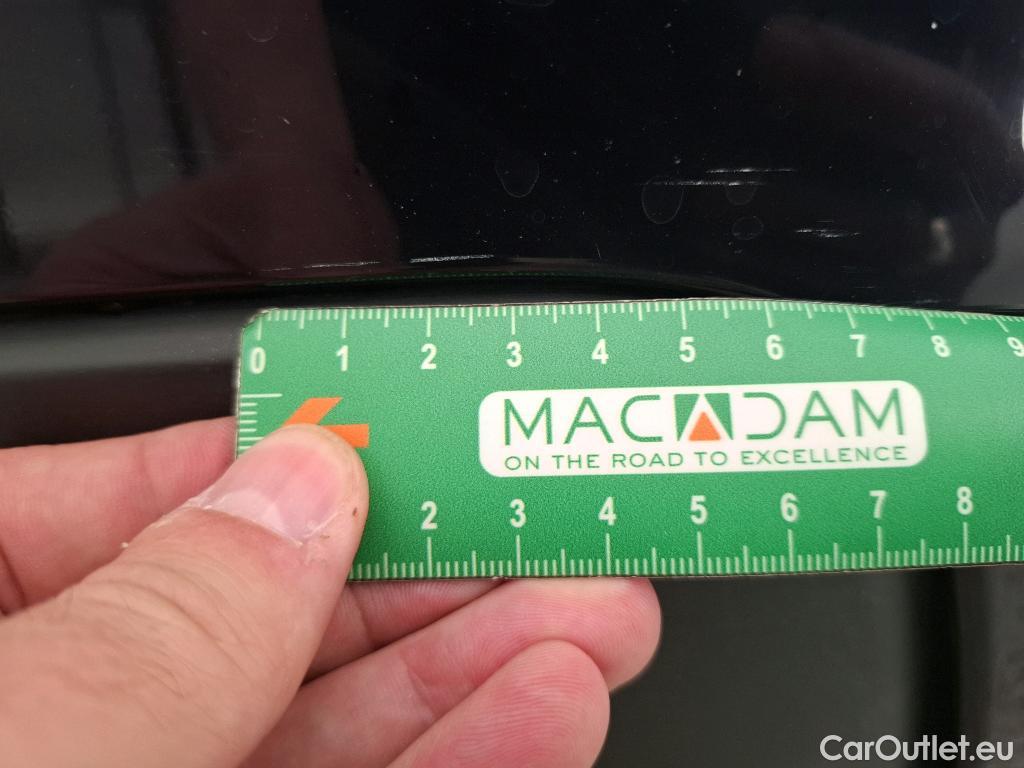 0 1 2 3 4 5 6 7 8 9
MACADAM
ON THE ROAD TO EXCELLENCE
2 3 4 5 6 7 8
CarOutlet.eu